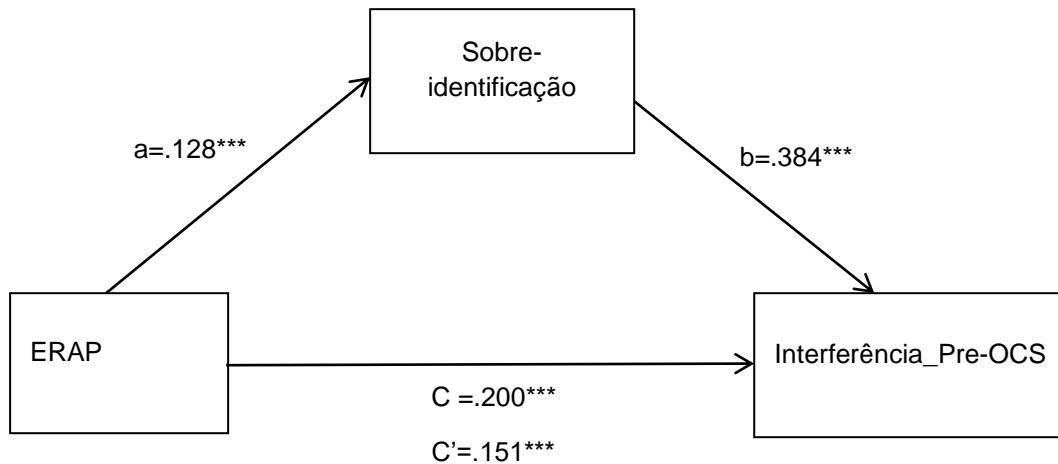 Sobre-
identificação
a=.128***
b=.384***
ERAP
Interferência_Pre-OCS
C =.200***
C’=.151***